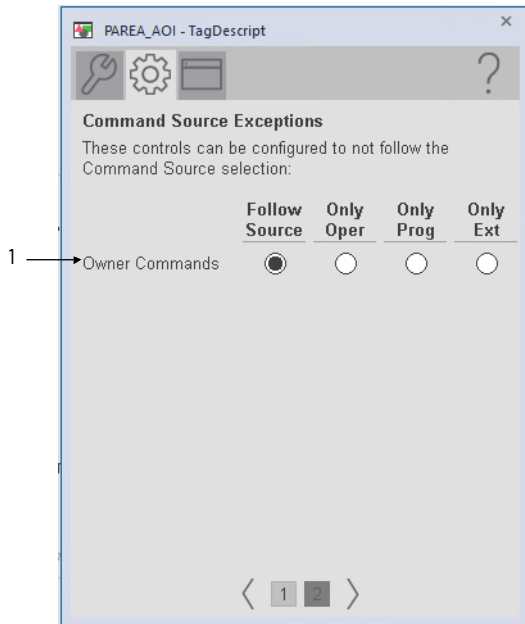 PAREA_AOI - TagDescript
Command Source Exceptions
These controls can be configured to not follow the
Command Source selection:
Follow Source
Only Oper
Only Prog
Only Ext
1
Owner Commands
1
2